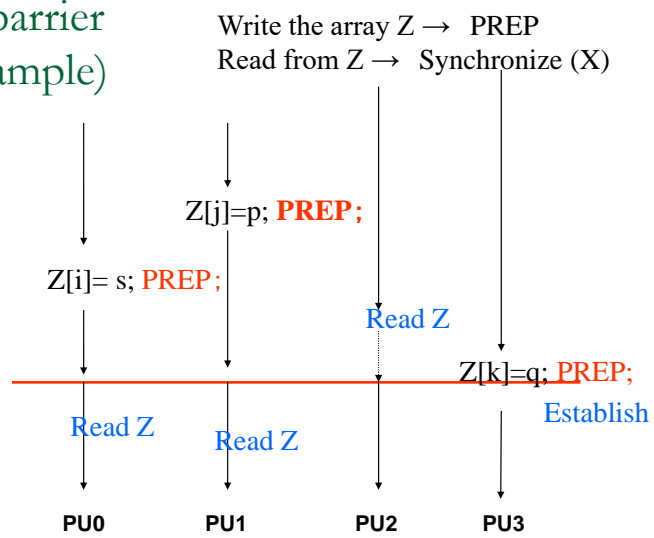 barrier
ample)
Write the array Z → PREP
Read from Z → Synchronize (X)
Z[j]=p; PREP;
Z[i]= s; PREP;
Read Z
Z[k]=q; PREP;
Establish
Read Z
Read Z
PU0 PU1 PU2 PU3